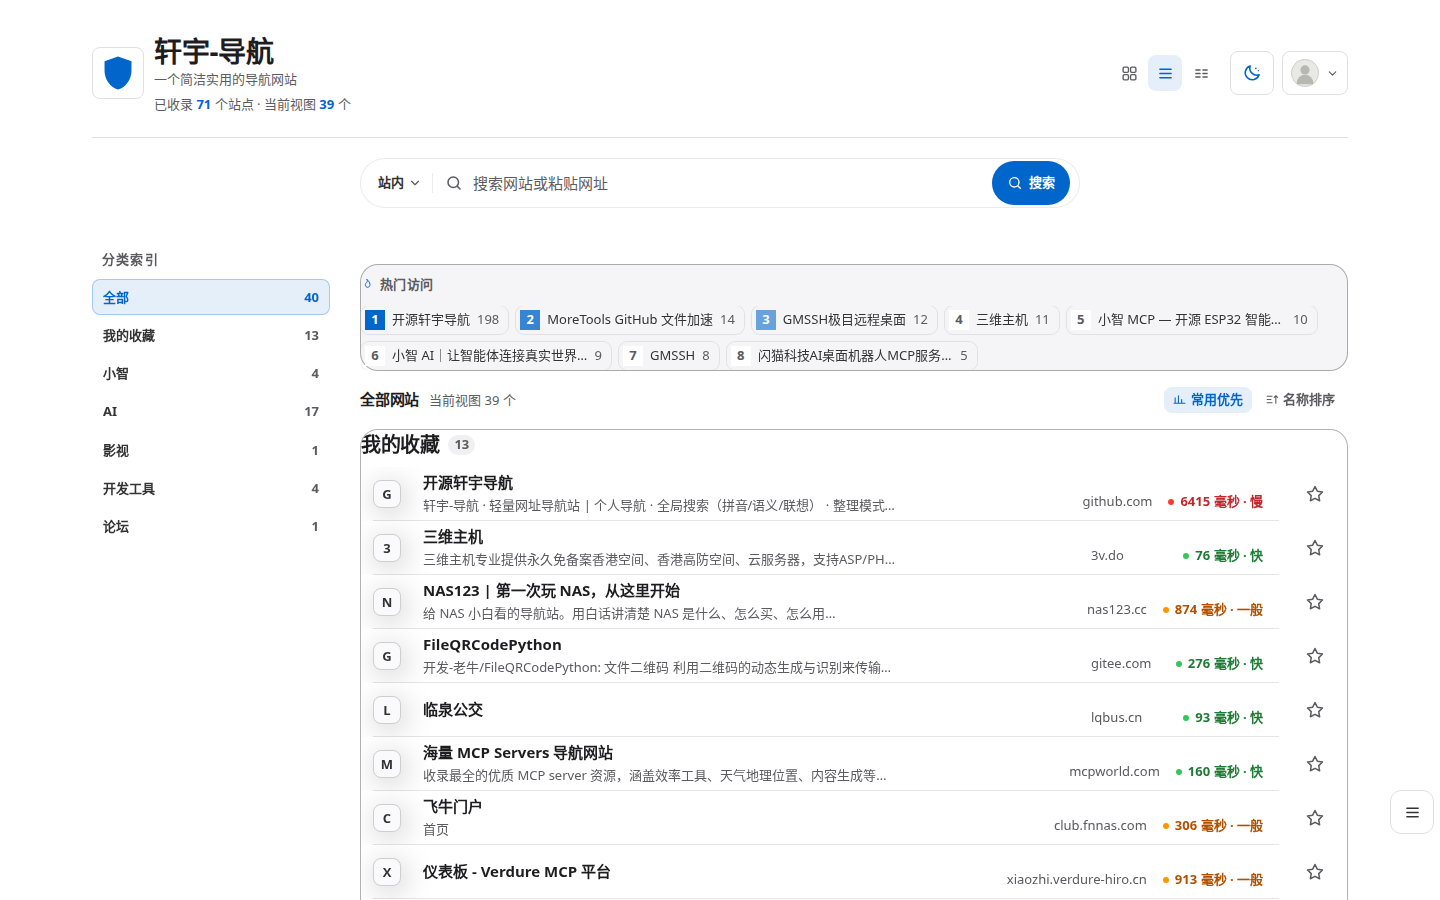 轩宇-导航
一个简洁实用的导航网站
已收录 71 个站点 · 当前视图 39 个
站内 搜索网站或粘贴网址 搜索
分类索引
全部 40
我的收藏 13
小智 4
AI 17
影视 1
开发工具 4
论坛 1
热门访问
1 开源轩宇导航 198 2 MoreTools GitHub 文件加速 14 3 GMSSH极目远程桌面 12 4 三维主机 11 5 小智 MCP — 开源 ESP32 智能... 10
6 小智 AI｜让智能体连接真实世界... 9 7 GMSSH 8 8 闪猫科技AI桌面机器人MCP服务... 5
全部网站 当前视图 39 个 常用优先 名称排序
我的收藏 13
G 开源轩宇导航
轩宇-导航 · 轻量网址导航站 | 个人导航 · 全局搜索（拼音/语义/联想） · 整理模式... github.com 6415 毫秒 · 慢
3 三维主机
三维主机专业提供永久免备案香港空间、香港高防空间、云服务器，支持ASP/PH... 3v.do 76 毫秒 · 快
N NAS123 | 第一次玩 NAS，从这里开始
给 NAS 小白看的导航站。用白话讲清楚 NAS 是什么、怎么买、怎么用... nas123.cc 874 毫秒 · 一般
G FileQRCodePython
开发-老牛/FileQRCodePython: 文件二维码 利用二维码的动态生成与识别来传输... gitee.com 276 毫秒 · 快
L 临泉公交 lqbus.cn 93 毫秒 · 快
M 海量 MCP Servers 导航网站
收录最全的优质 MCP server 资源，涵盖效率工具、天气地理位置、内容生成等... mcpworld.com 160 毫秒 · 快
C 飞牛门户
首页 club.fnnas.com 306 毫秒 · 一般
X 仪表板 - Verdure MCP 平台 xiaozhi.verdure-hiro.cn 913 毫秒 · 一般